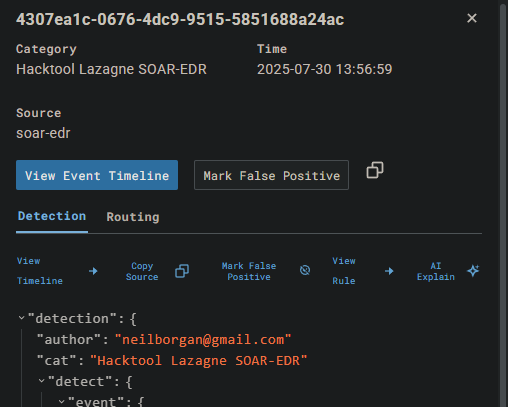 4307ea1c-0676-4dc9-9515-5851688a24ac
Category Time
Hacktool Lazagne SOAR-EDR 2025-07-30 13:56:59
Source
soar-edr
View Event Timeline Mark False Positive
Detection Routing
View Timeline Copy Source Mark False Positive View Rule AI Explain
"detection": {
"author": "neilborgan@gmail.com"
"cat": "Hacktool Lazagne SOAR-EDR"
"detect": {
"event": {